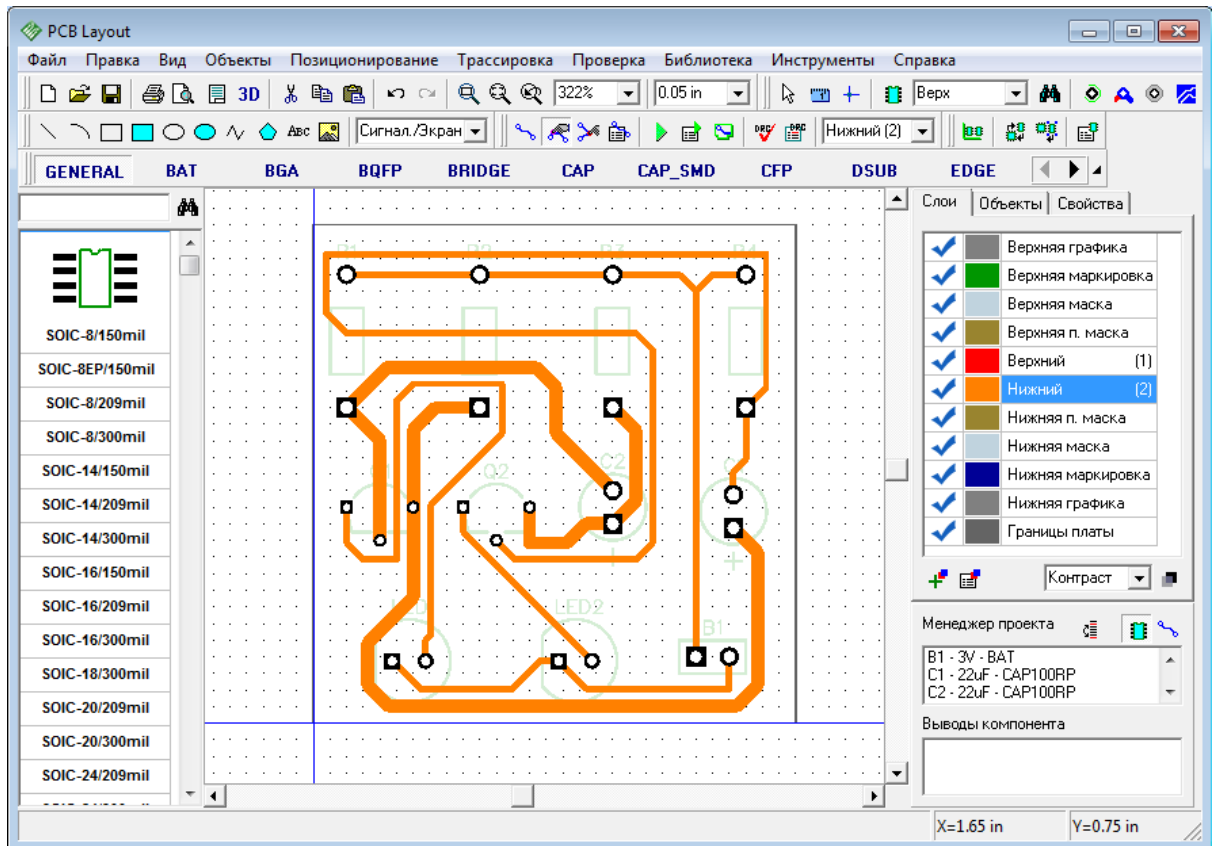 PCB Layout
Файл Правка Вид Объекты Позиционирование Трассировка Проверка Библиотека Инструменты Справка
3D 322% 0.05 in Верх
ABC Сигнал./Экран Нижний (2)
GENERAL BAT BGA BQFP BRIDGE CAP CAP_SMD CFP DSUB EDGE
SOIC-8/150mil
SOIC-8EP/150mil
SOIC-8/209mil
SOIC-8/300mil
SOIC-14/150mil
SOIC-14/209mil
SOIC-14/300mil
SOIC-16/150mil
SOIC-16/209mil
SOIC-16/300mil
SOIC-18/300mil
SOIC-20/209mil
SOIC-20/300mil
SOIC-24/209mil
R1 R2 R3 R4
Q2 C2
LED LED2 B1
Слои Объекты Свойства
Верхняя графика
Верхняя маркировка
Верхняя маска
Верхняя п. маска
Верхний (1)
Нижний (2)
Нижняя п. маска
Нижняя маска
Нижняя маркировка
Нижняя графика
Границы платы
Контраст
Менеджер проекта
B1 - 3V - BAT
C1 - 22uF - CAP100RP
C2 - 22uF - CAP100RP
Выводы компонента
X=1.65 in Y=0.75 in